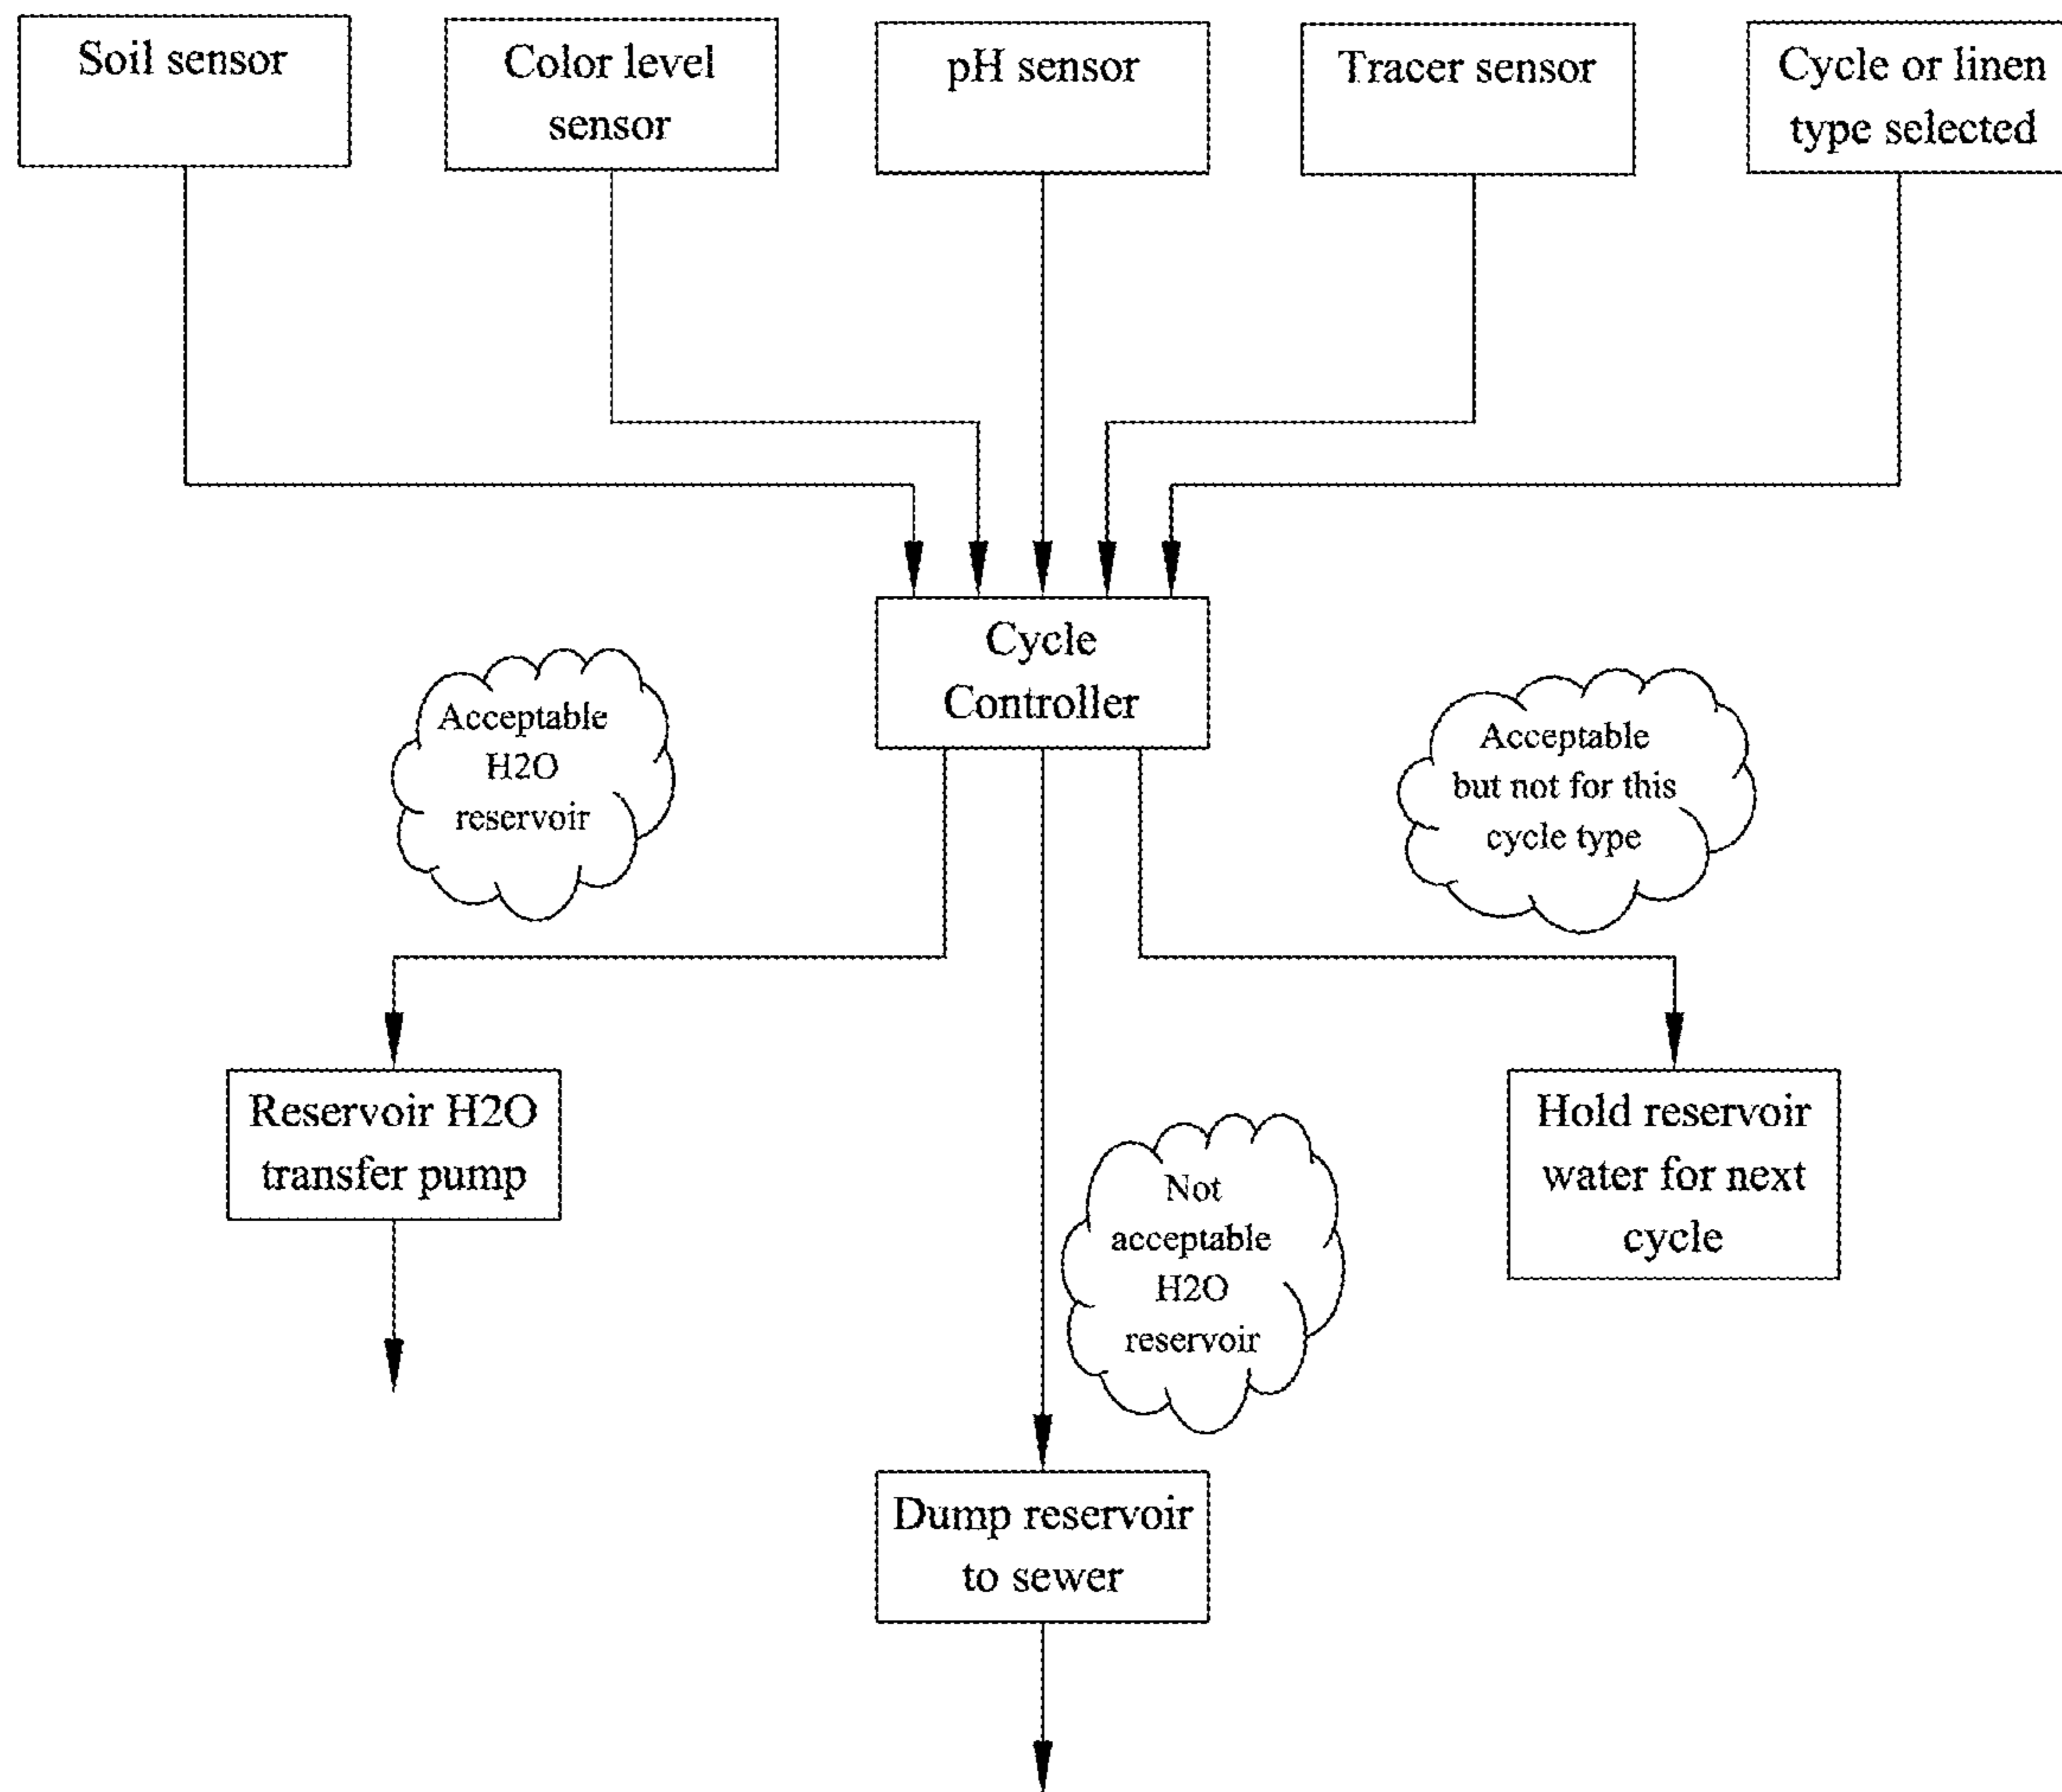 Soil sensor
Color level
sensor
pH sensor
Tracer sensor
Cycle or linen
type selected
Cycle
Controller
Acceptable
H2O
reservoir
Acceptable
but not for this
cycle type
Reservoir H2O
transfer pump
Not
acceptable
H2O
reservoir
Hold reservoir
water for next
cycle
Dump reservoir
to sewer